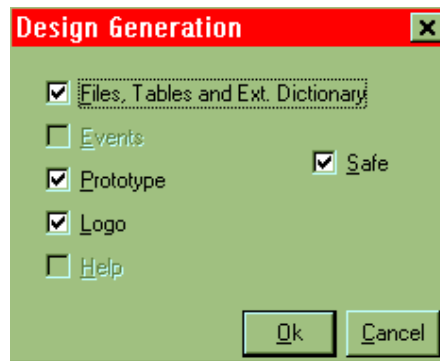 Design Generation
Files, Tables and Ext. Dictionary
Events
Safe
Prototype
Logo
Help
Ok Cancel